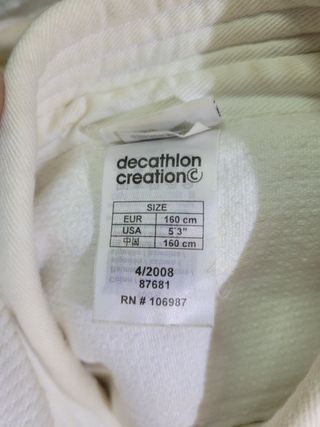 decathlon
creation©
SIZE
EUR 160 cm
USA 5'3"
中国 160 cm
4/2008
87681
RN # 106987